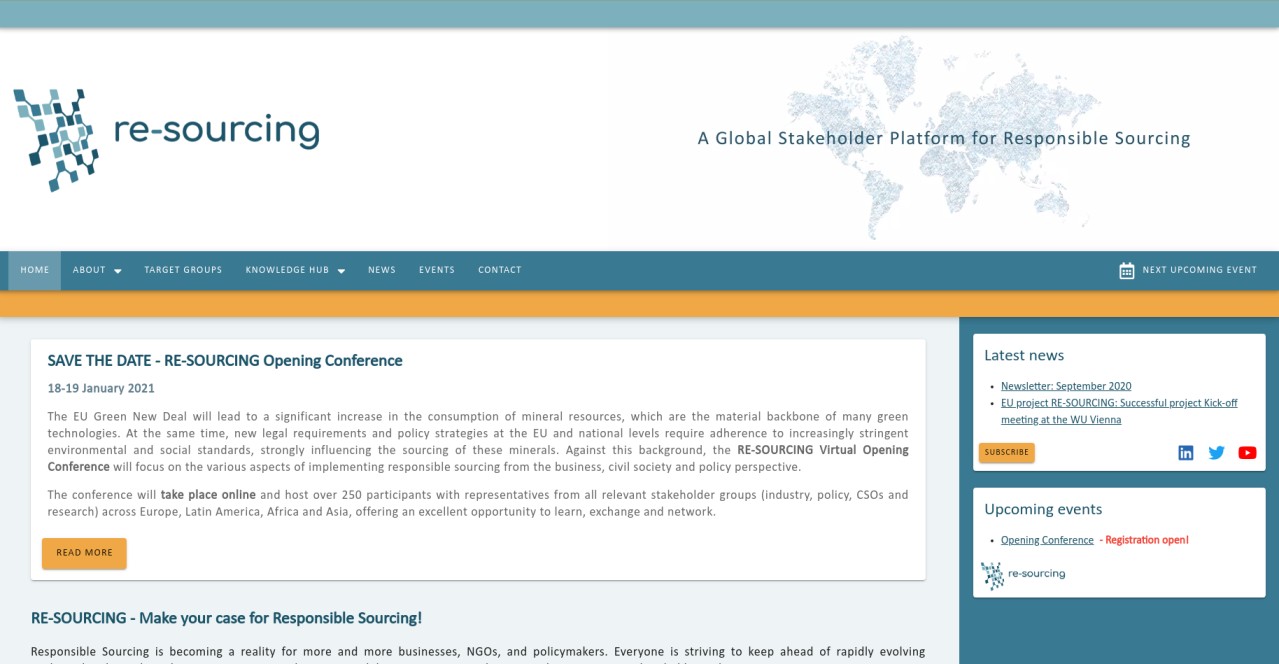 re-sourcing
A Global Stakeholder Platform for Responsible Sourcing
HOME ABOUT TARGET GROUPS KNOWLEDGE HUB NEWS EVENTS CONTACT NEXT UPCOMING EVENT
SAVE THE DATE - RE-SOURCING Opening Conference
18-19 January 2021
The EU Green New Deal will lead to a significant increase in the consumption of mineral resources, which are the material backbone of many green
technologies. At the same time, new legal requirements and policy strategies at the EU and national levels require adherence to increasingly stringent
environmental and social standards, strongly influencing the sourcing of these minerals. Against this background, the RE-SOURCING Virtual Opening
Conference will focus on the various aspects of implementing responsible sourcing from the business, civil society and policy perspective.
The conference will take place online and host over 250 participants with representatives from all relevant stakeholder groups (industry, policy, CSOs and
research) across Europe, Latin America, Africa and Asia, offering an excellent opportunity to learn, exchange and network.
READ MORE
RE-SOURCING - Make your case for Responsible Sourcing!
Responsible Sourcing is becoming a reality for more and more businesses, NGOs, and policymakers. Everyone is striving to keep ahead of rapidly evolving
Latest news
Newsletter: September 2020
EU project RE-SOURCING: Successful project Kick-off
meeting at the WU Vienna
SUBSCRIBE
Upcoming events
Opening Conference - Registration open!
re-sourcing